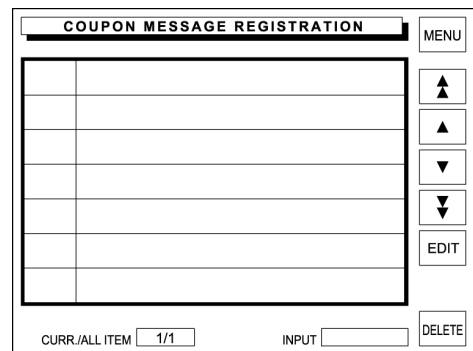 COUPON MESSAGE REGISTRATION
MENU
EDIT
CURR./ALL ITEM 1/1 INPUT
DELETE